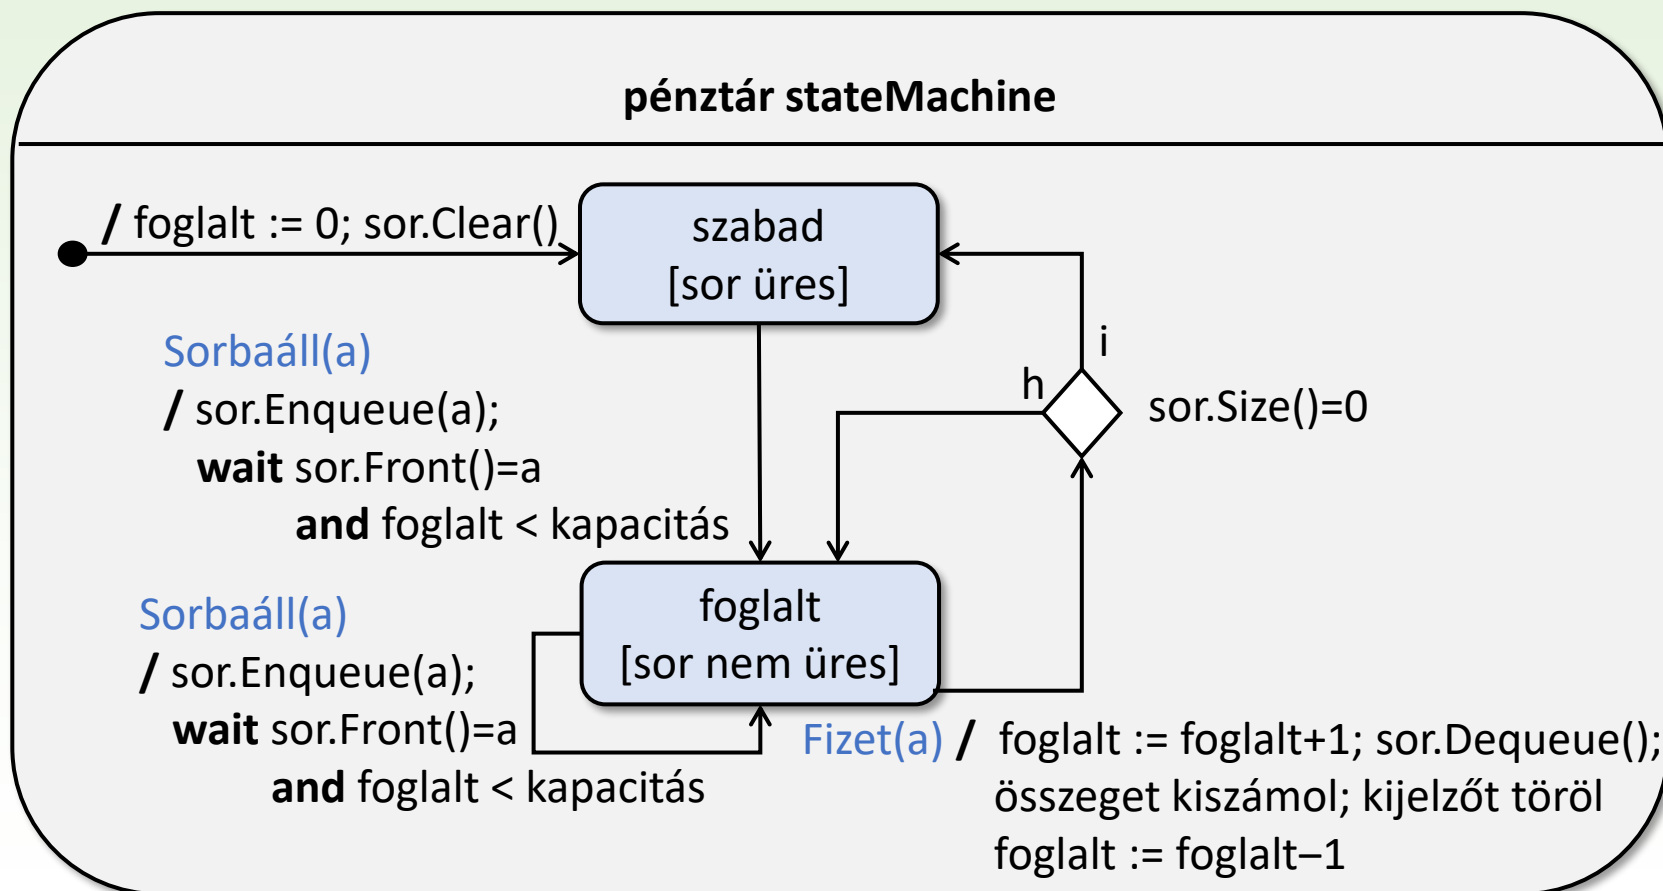 pénztár stateMachine
/ foglalt := 0; sor.Clear()
szabad
[sor üres]
Sorbaáll(a)
/ sor.Enqueue(a);
wait sor.Front()=a
and foglalt < kapacitás
i
h
sor.Size()=0
foglalt
[sor nem üres]
Sorbaáll(a)
/ sor.Enqueue(a);
wait sor.Front()=a
and foglalt < kapacitás
Fizet(a) / foglalt := foglalt+1; sor.Dequeue();
összeget kiszámol; kijelzőt töröl
foglalt := foglalt–1